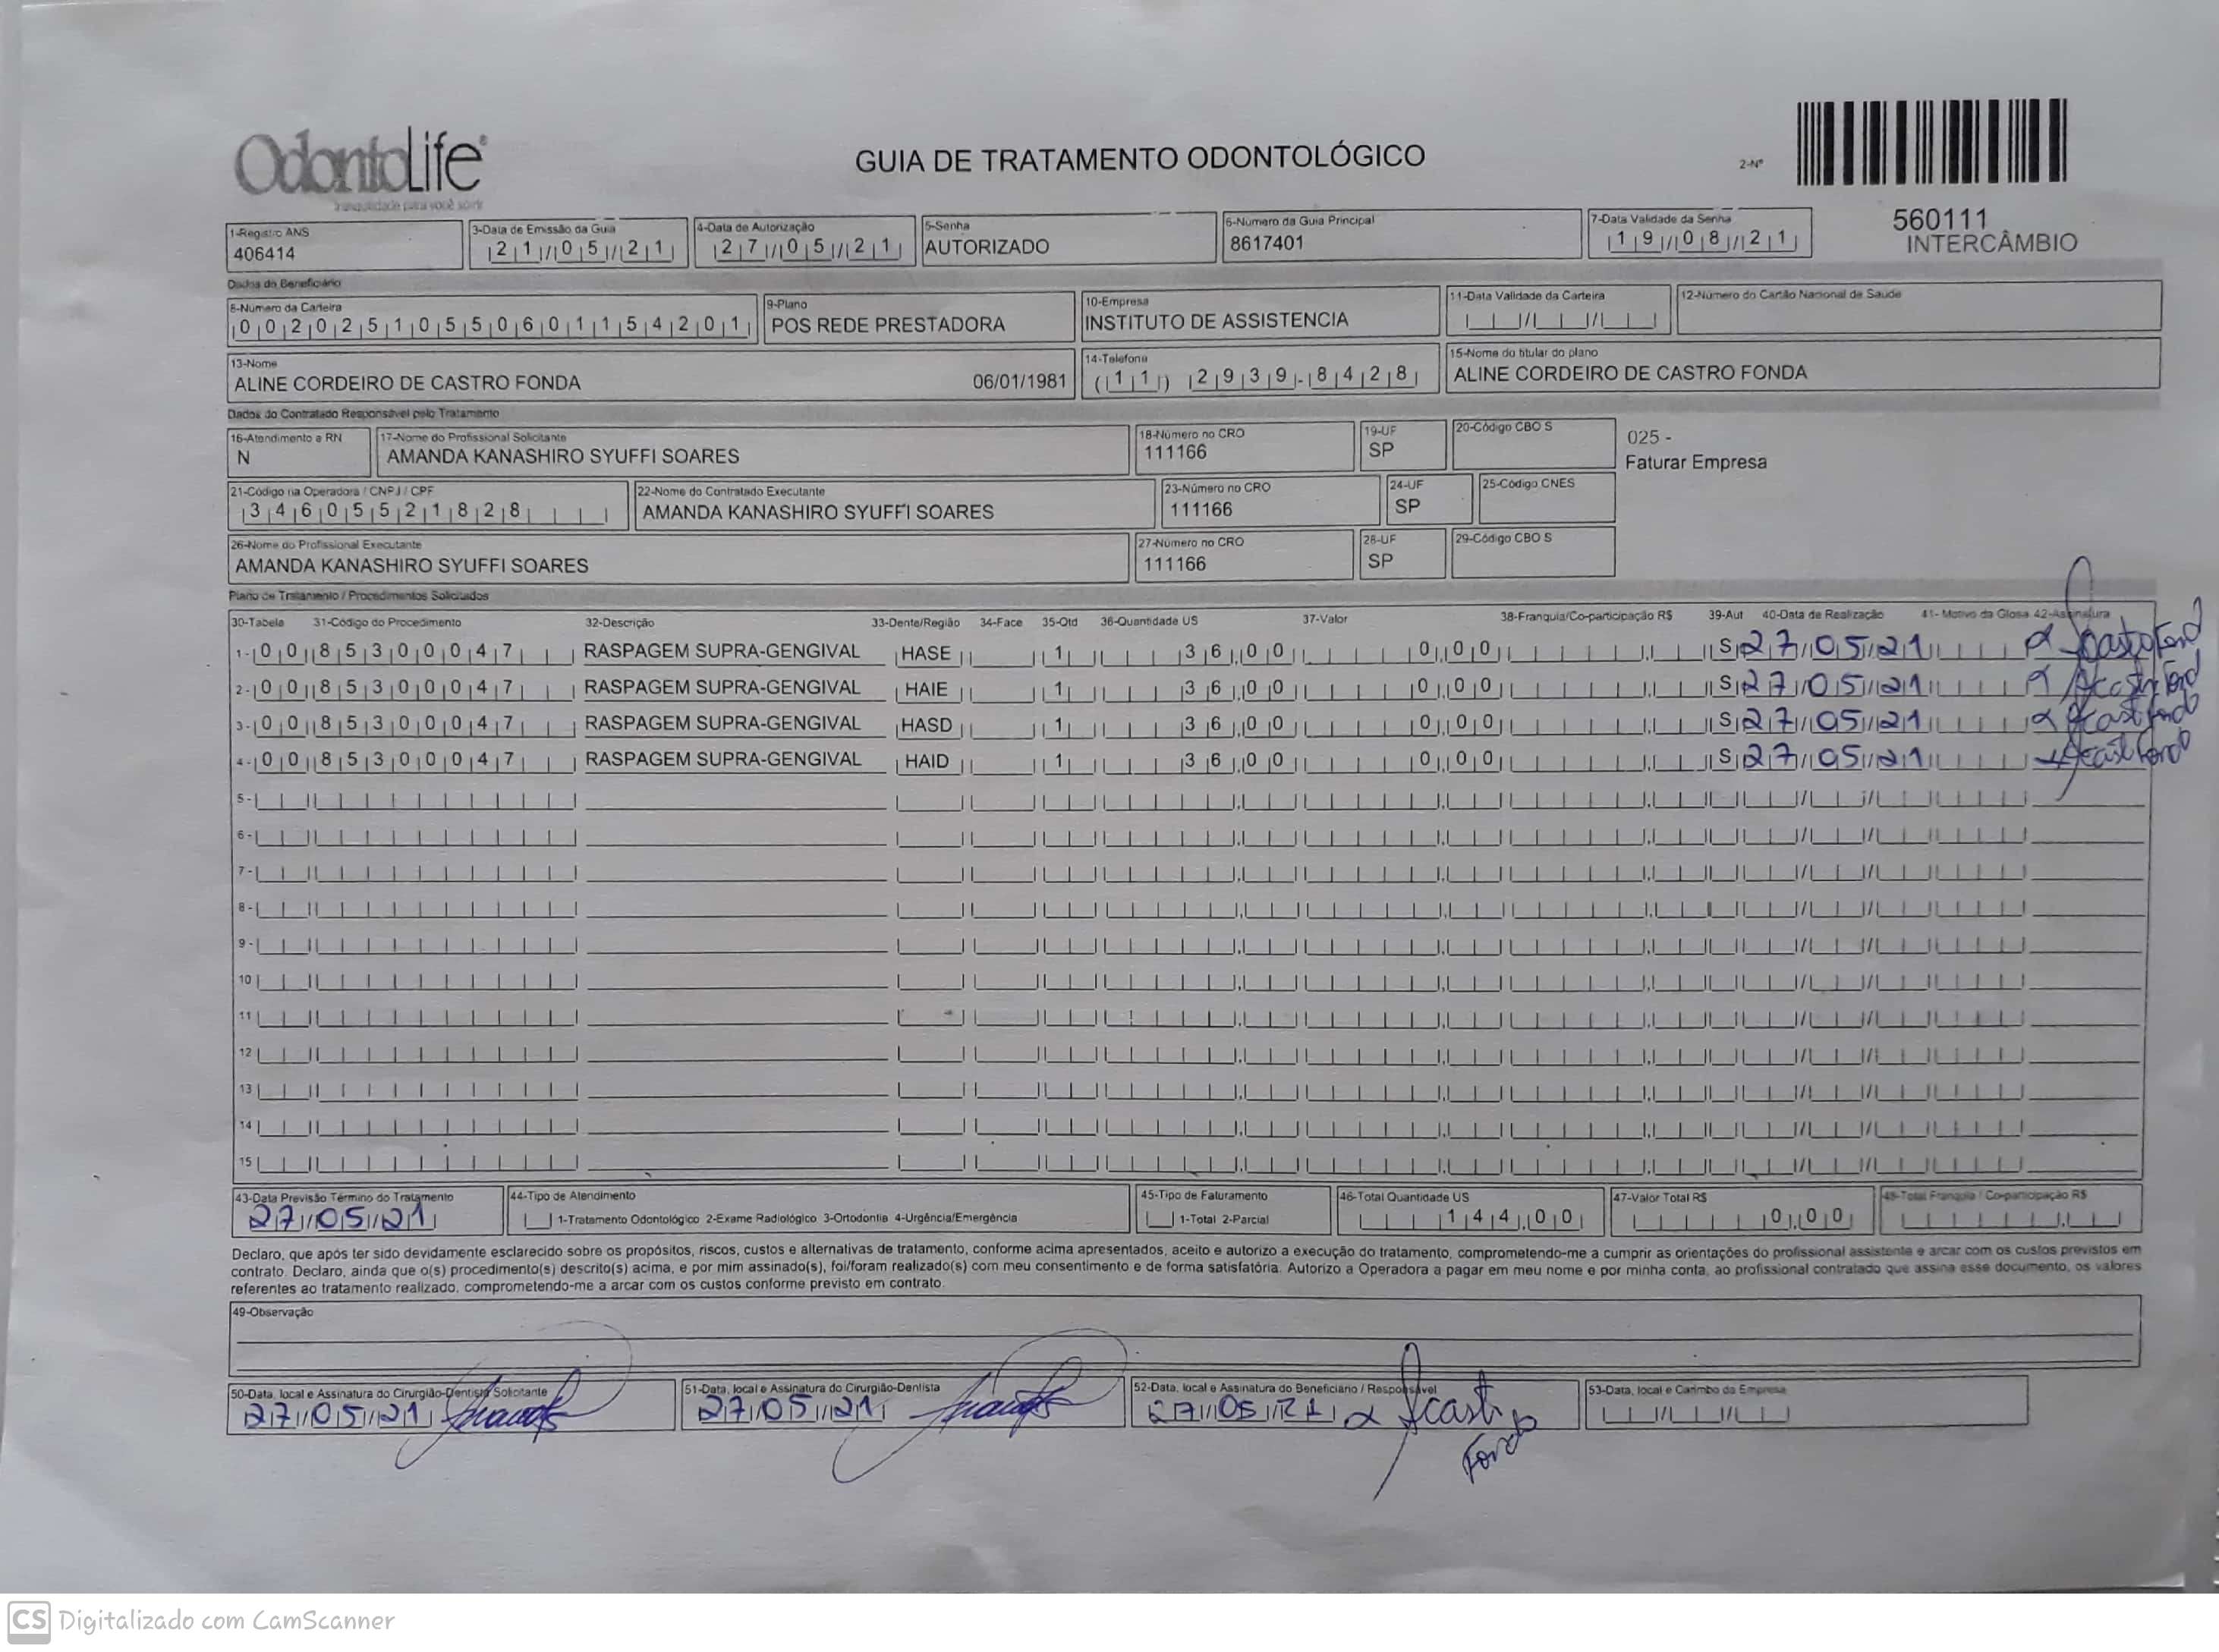 OdontoLife®
tranquilidade para você sorrir
GUIA DE TRATAMENTO ODONTOLÓGICO
2-Nº
560111
INTERCÂMBIO
1-Registro ANS 3-Data de Emissão da Guia 4-Data de Autorização 5-Senha 6-Numero da Guia Principal 7-Data Validade da Senha
406414 21/05/21 27/05/21 AUTORIZADO 8617401 19/08/21
Dados do Beneficiário
8-Numero da Carteira 9-Plano 10-Empresa 11-Data Validade da Carteira 12-Número do Cartão Nacional de Saude
00202510550601154201 POS REDE PRESTADORA INSTITUTO DE ASSISTENCIA
13-Nome 14-Telefone 15-Nome do titular do plano
ALINE CORDEIRO DE CASTRO FONDA 06/01/1981 (11) 2939-8428 ALINE CORDEIRO DE CASTRO FONDA
Dados do Contratado Responsável pelo Tratamento
16-Atendimento a RN 17-Nome do Profissional Solicitante 18-Número no CRO 19-UF 20-Código CBO S
N AMANDA KANASHIRO SYUFFI SOARES 111166 SP
025 -
Faturar Empresa
21-Código na Operadora / CNPJ / CPF 22-Nome do Contratado Executante 23-Número no CRO 24-UF 25-Código CNES
34605521828 AMANDA KANASHIRO SYUFFI SOARES 111166 SP
26-Nome do Profissional Executante 27-Número no CRO 28-UF 29-Código CBO S
AMANDA KANASHIRO SYUFFI SOARES 111166 SP
Plano de Tratamento / Procedimentos Solicitados
30-Tabela 31-Código do Procedimento 32-Descrição 33-Dente/Região 34-Face 35-Qtd 36-Quantidade US 37-Valor 38-Franquia/Co-participação R$ 39-Aut 40-Data de Realização 41- Motivo da Glosa 42-Assinatura
1- 00 85300047 RASPAGEM SUPRA-GENGIVAL HASE 1 36,00 0,00 S 27/05/21
2- 00 85300047 RASPAGEM SUPRA-GENGIVAL HAIE 1 36,00 0,00 S 27/05/21
3- 00 85300047 RASPAGEM SUPRA-GENGIVAL HASD 1 36,00 0,00 S 27/05/21
4- 00 85300047 RASPAGEM SUPRA-GENGIVAL HAID 1 36,00 0,00 S 27/05/21
5-
6-
7-
8-
9-
10
11
12
13
14
15
43-Data Previsão Término do Tratamento 44-Tipo de Atendimento 45-Tipo de Faturamento 46-Total Quantidade US 47-Valor Total R$ 48-Total Franquia / Co-participação R$
27/05/21 1-Tratamento Odontológico 2-Exame Radiológico 3-Ortodontia 4-Urgência/Emergência 1-Total 2-Parcial 144,00 0,00
Declaro, que após ter sido devidamente esclarecido sobre os propósitos, riscos, custos e alternativas de tratamento, conforme acima apresentados, aceito e autorizo a execução do tratamento, comprometendo-me a cumprir as orientações do profissional assistente e arcar com os custos previstos em
contrato. Declaro, ainda que o(s) procedimento(s) descrito(s) acima, e por mim assinado(s), foi/foram realizado(s) com meu consentimento e de forma satisfatória. Autorizo a Operadora a pagar em meu nome e por minha conta, ao profissional contratado que assina esse documento, os valores
referentes ao tratamento realizado, comprometendo-me a arcar com os custos conforme previsto em contrato.
49-Observação
50-Data, local e Assinatura do Cirurgião-Dentista Solicitante 51-Data, local e Assinatura do Cirurgião-Dentista 52-Data, local e Assinatura do Beneficiário / Responsável 53-Data, local e Carimbo da Empresa
27/05/21 27/05/21 27/05/21
Fonda
CS Digitalizado com CamScanner